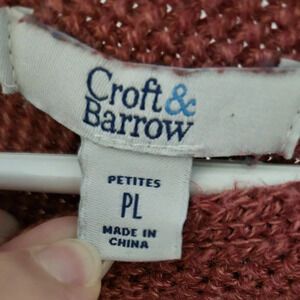 Croft &
Barrow
PETITES
PL
MADE IN
CHINA